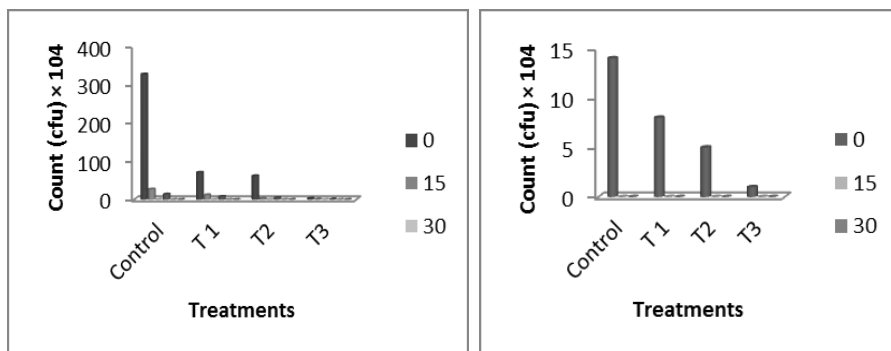 Count (cfu) × 104
400
300
200
100
0
Control
T 1
T2
T3
Treatments
0
15
30
Count (cfu) × 104
15
10
5
0
Control
T 1
T2
T3
Treatments
0
15
30